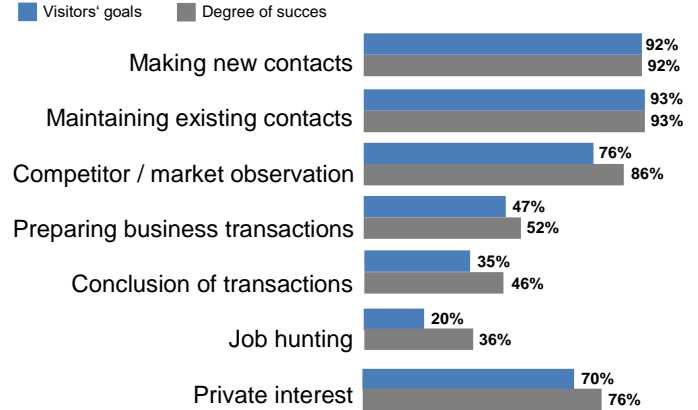 Visitors‘ goals Degree of succes
Making new contacts 92%
92%
Maintaining existing contacts 93%
93%
Competitor / market observation 76%
86%
Preparing business transactions 47%
52%
Conclusion of transactions 35%
46%
Job hunting 20%
36%
Private interest 70%
76%